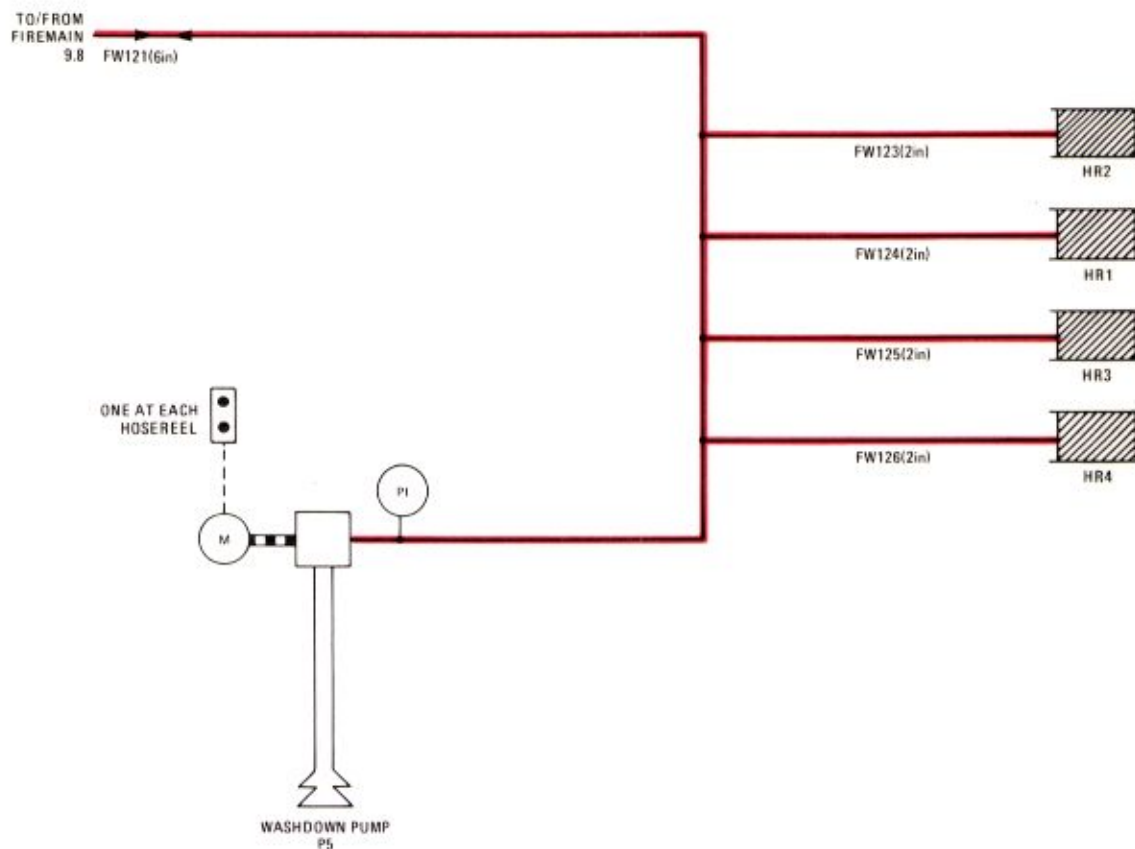 TO/FROM
FIREMAIN
9.8
FW121(6in)
FW123(2in)
HR2
FW124(2in)
HR1
FW125(2in)
HR3
FW126(2in)
HR4
ONE AT EACH
HOSEREEL
PI
M
WASHDOWN PUMP
P5